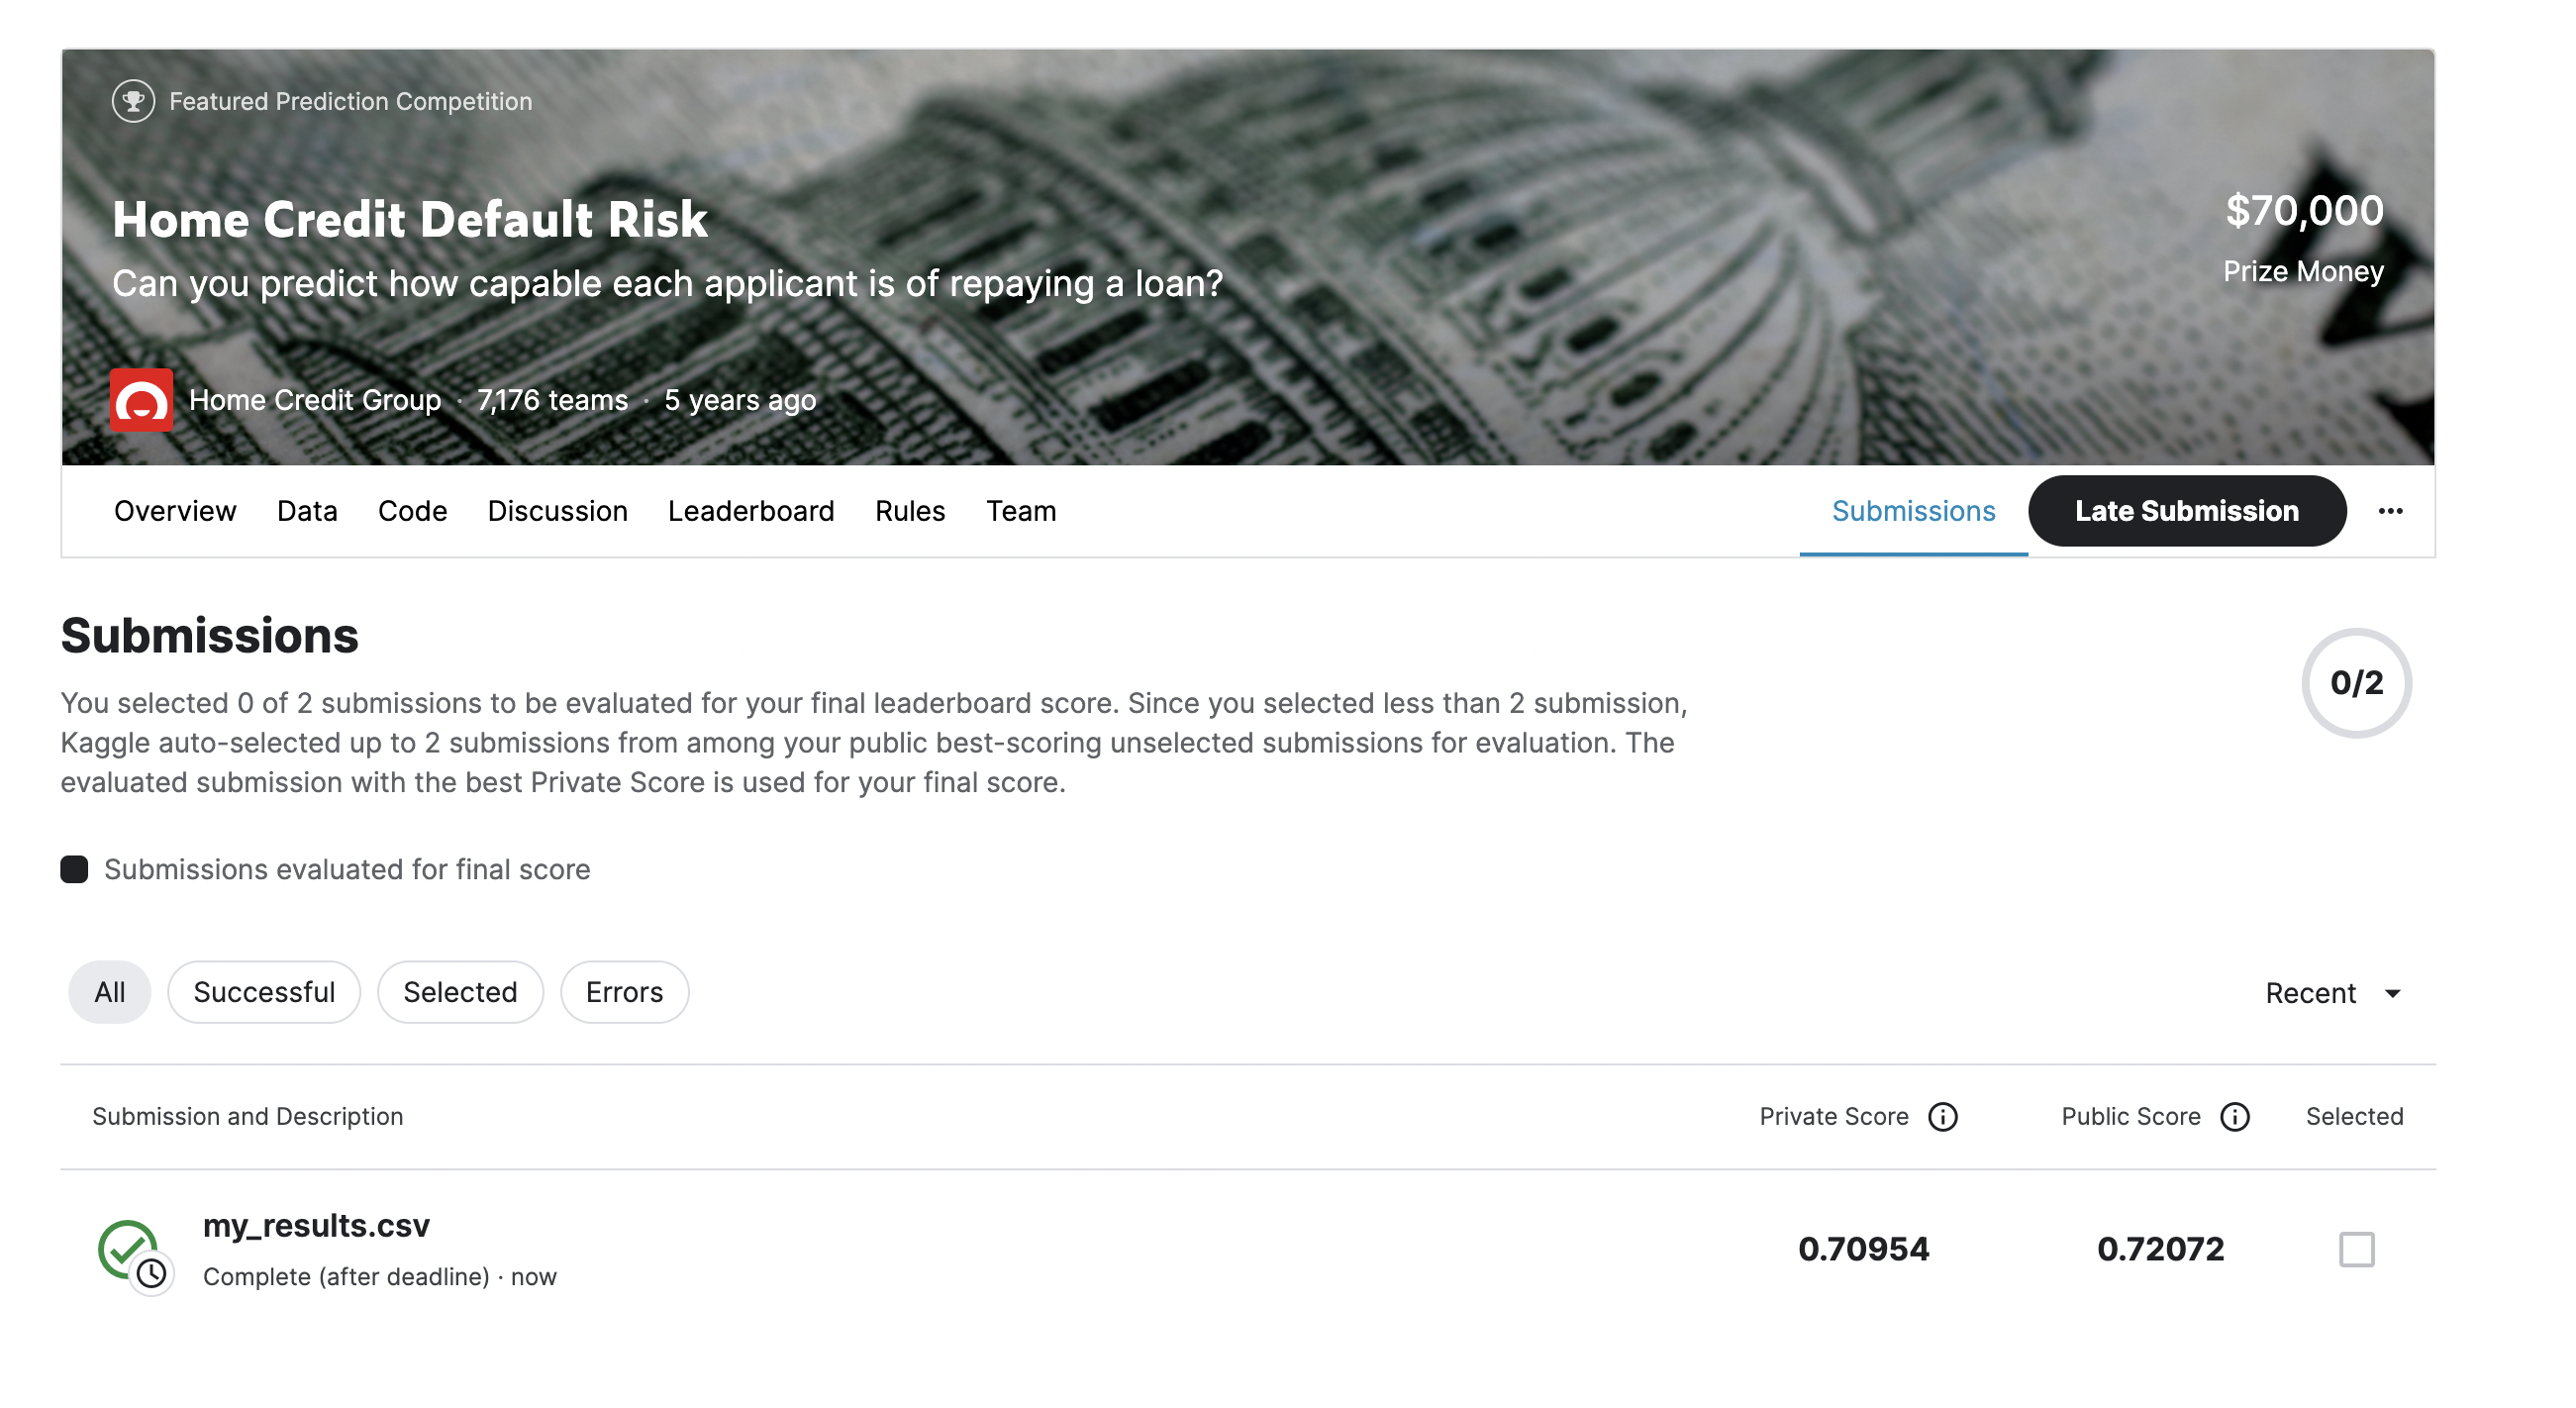 Featured Prediction Competition
Home Credit Default Risk
Can you predict how capable each applicant is of repaying a loan?
$70,000
Prize Money
Home Credit Group · 7,176 teams · 5 years ago
Overview Data Code Discussion Leaderboard Rules Team Submissions Late Submission ...
Submissions
0/2
You selected 0 of 2 submissions to be evaluated for your final leaderboard score. Since you selected less than 2 submission,
Kaggle auto-selected up to 2 submissions from among your public best-scoring unselected submissions for evaluation. The
evaluated submission with the best Private Score is used for your final score.
Submissions evaluated for final score
All Successful Selected Errors Recent
Submission and Description Private Score Public Score Selected
my_results.csv 0.70954 0.72072
Complete (after deadline) · now